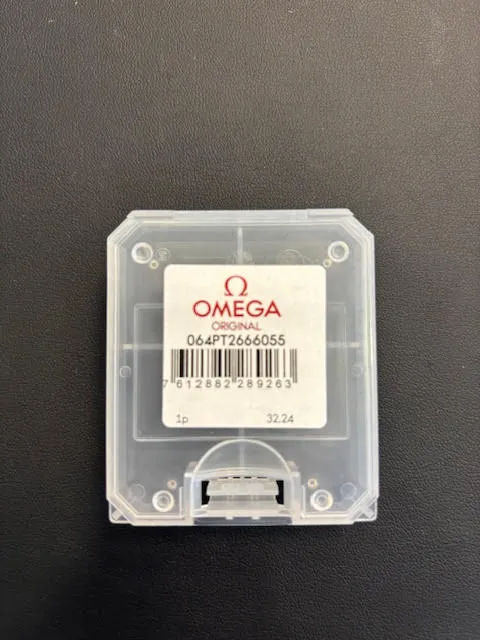 Ω
OMEGA
ORIGINAL
064PT2666055
7 612882 289263
1p 32.24